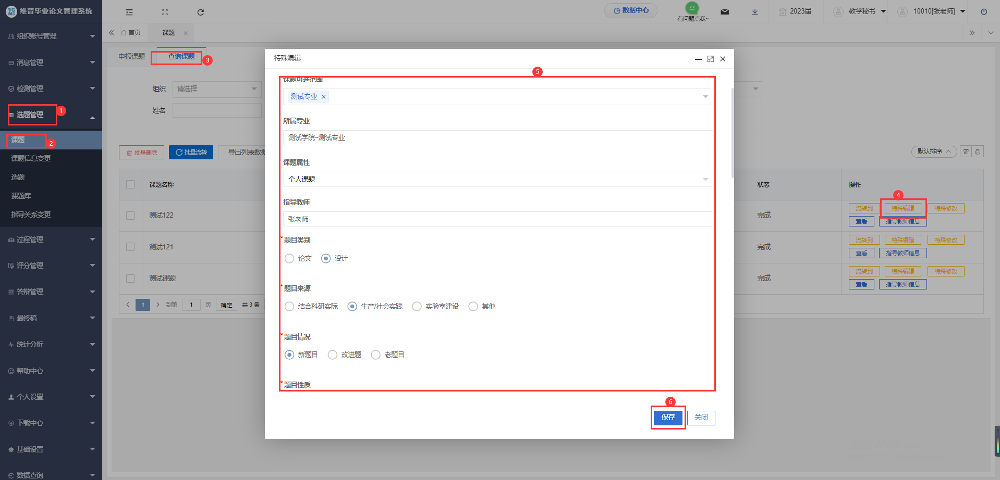 维普毕业论文管理系统
数据中心
有问题点我~
2023届
教学秘书
10010[张老师]
组织账号管理
消息管理
检测管理
选题管理
1
课题
2
课题信息变更
选题
课题库
指导关系变更
过程管理
评分管理
答辩管理
最终稿
统计分析
帮助中心
个人设置
下载中心
基础设置
数据查询
首页
课题
申报课题
查询课题
3
组织
请选择
姓名
批量删除
批量流转
导出列表数据
默认排序
课题名称
状态
操作
测试122
完成
4
流转到
特殊编辑
特殊修改
查看
指导教师信息
测试121
完成
流转到
特殊编辑
特殊修改
查看
指导教师信息
测试课题
完成
流转到
特殊编辑
特殊修改
查看
指导教师信息
1
到第
1
页
确定
共 3 条
特殊编辑
5
课题可选范围
测试专业 ×
所属专业
测试学院~测试专业
课题属性
个人课题
指导教师
张老师
*题目类别
论文
设计
*题目来源
结合科研实际
生产/社会实践
实验室建设
其他
*题目情况
新题目
改进题
老题目
*题目性质
6
保存
关闭